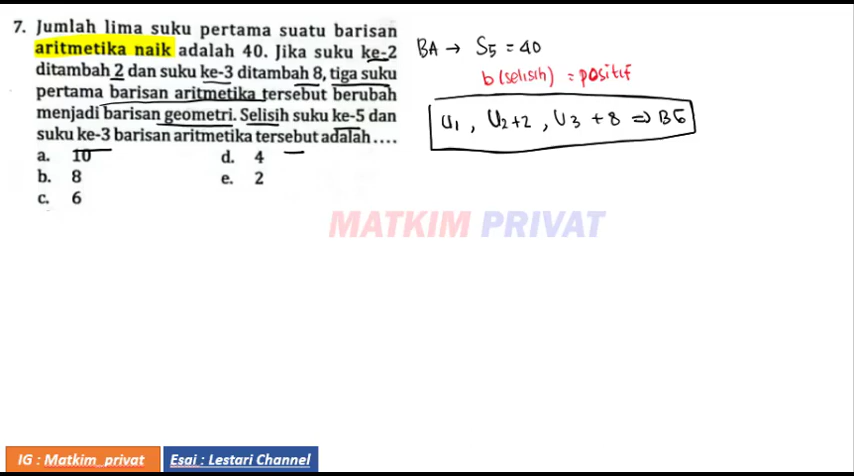 7. Jumlah lima suku pertama suatu barisan
aritmetika naik adalah 40. Jika suku ke-2
ditambah 2 dan suku ke-3 ditambah 8, tiga suku
pertama barisan aritmetika tersebut berubah
menjadi barisan geometri. Selisih suku ke-5 dan
suku ke-3 barisan aritmetika tersebut adalah....
a. 10
d. 4
b. 8
e. 2
c. 6
BA → S5 = 40
b (selisih) = positif
U1, U2+2, U3+8 ⇒ BG
MATKIM PRIVAT
IG : Matkim_privat
Esai : Lestari Channel